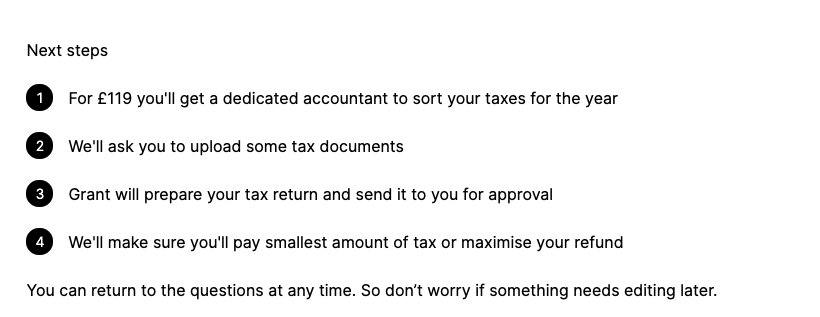 Next steps
1 For £119 you'll get a dedicated accountant to sort your taxes for the year
2 We'll ask you to upload some tax documents
3 Grant will prepare your tax return and send it to you for approval
4 We'll make sure you'll pay smallest amount of tax or maximise your refund
You can return to the questions at any time. So don’t worry if something needs editing later.